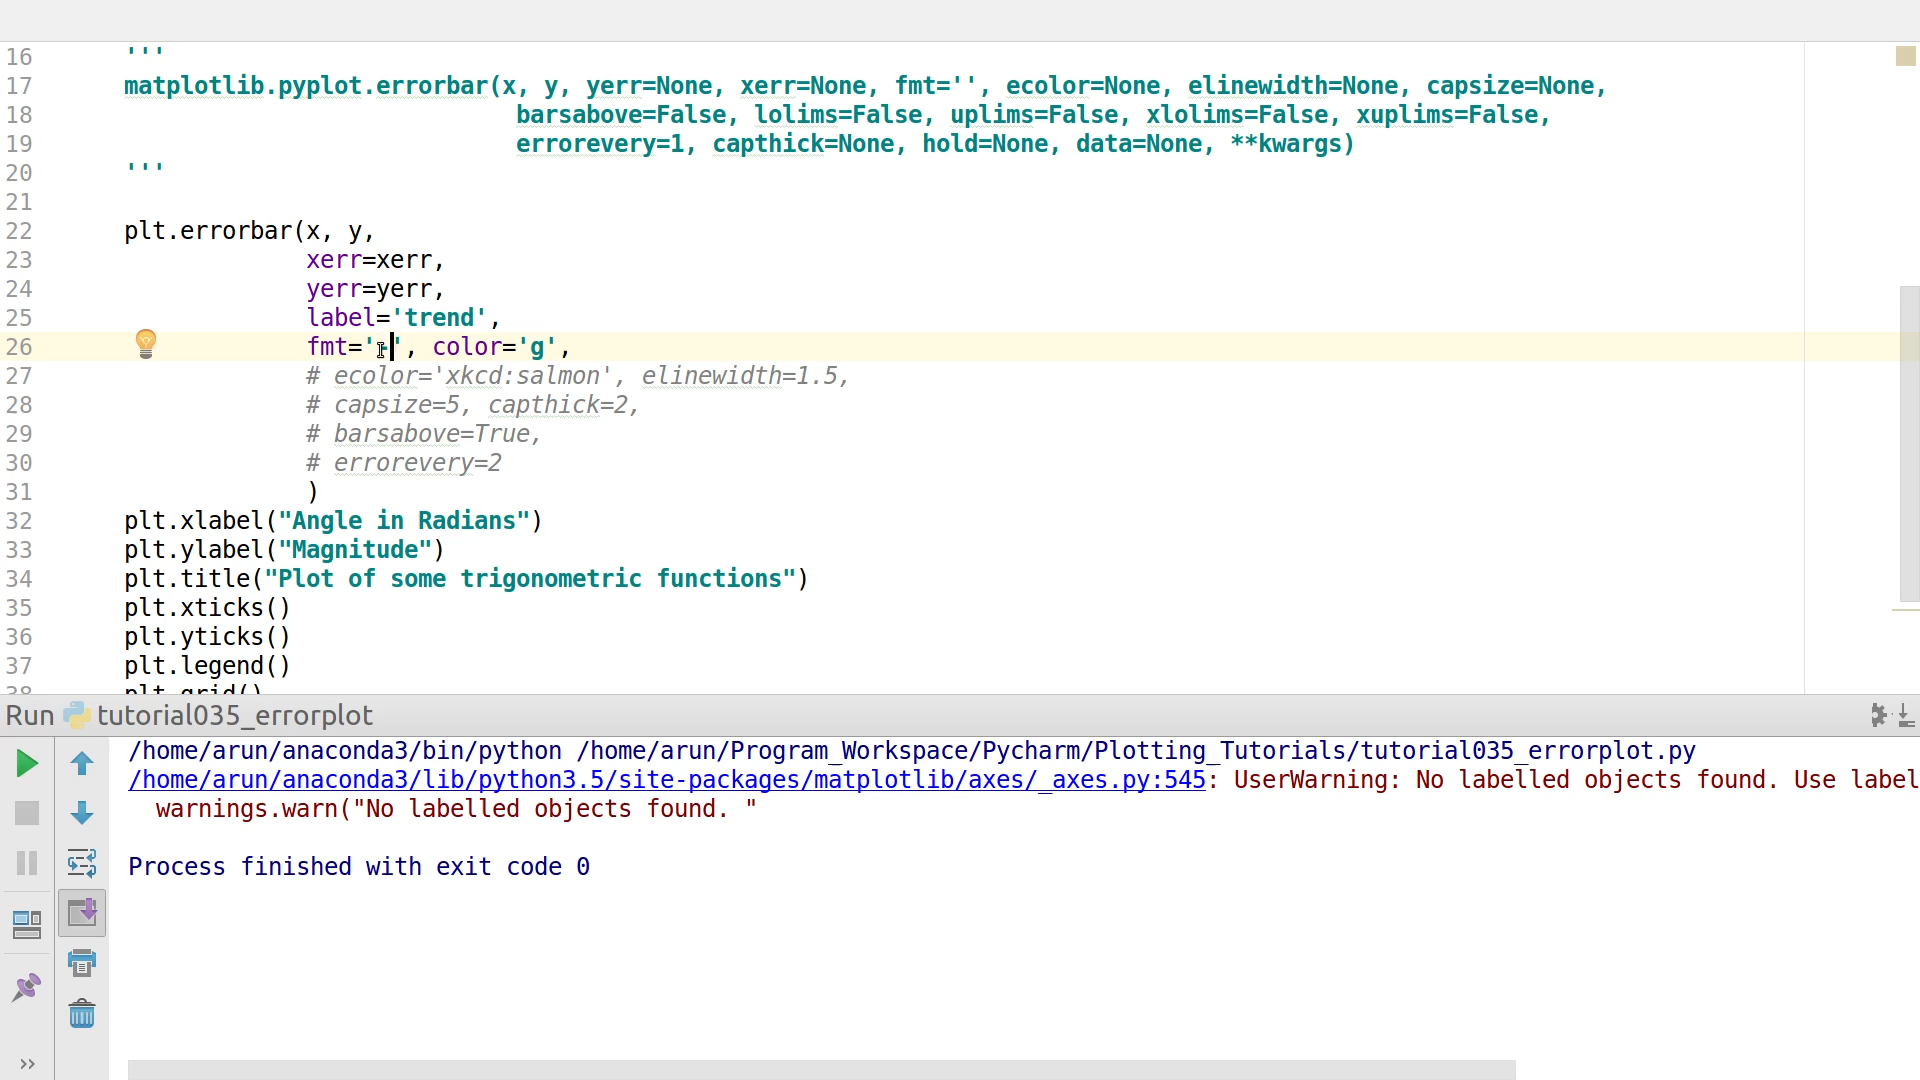 16 '''
17 matplotlib.pyplot.errorbar(x, y, yerr=None, xerr=None, fmt='', ecolor=None, elinewidth=None, capsize=None,
18 barsabove=False, lolims=False, uplims=False, xlolims=False, xuplims=False,
19 errorevery=1, capthick=None, hold=None, data=None, **kwargs)
20 '''
21
22 plt.errorbar(x, y,
23 xerr=xerr,
24 yerr=yerr,
25 label='trend',
26 fmt='-', color='g',
27 # ecolor='xkcd:salmon', elinewidth=1.5,
28 # capsize=5, capthick=2,
29 # barsabove=True,
30 # errorevery=2
31 )
32 plt.xlabel("Angle in Radians")
33 plt.ylabel("Magnitude")
34 plt.title("Plot of some trigonometric functions")
35 plt.xticks()
36 plt.yticks()
37 plt.legend()
38 plt.grid()
Run tutorial035_errorplot
/home/arun/anaconda3/bin/python /home/arun/Program_Workspace/Pycharm/Plotting_Tutorials/tutorial035_errorplot.py
/home/arun/anaconda3/lib/python3.5/site-packages/matplotlib/axes/_axes.py:545: UserWarning: No labelled objects found. Use label
warnings.warn("No labelled objects found. "
Process finished with exit code 0